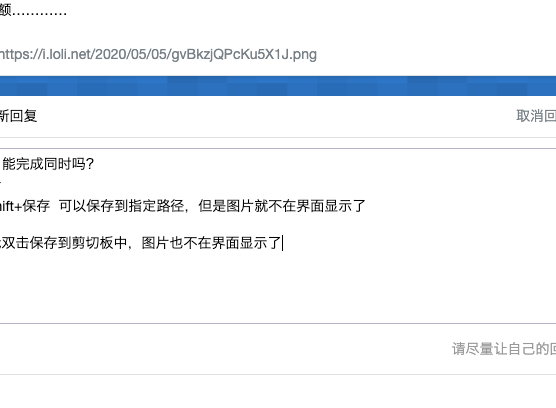 额…………
https://i.loli.net/2020/05/05/gvBkzjQPcKu5X1J.png
新回复
取消回
能完成同时吗？
ift+保存 可以保存到指定路径，但是图片就不在界面显示了
双击保存到剪切板中，图片也不在界面显示了
请尽量让自己的回